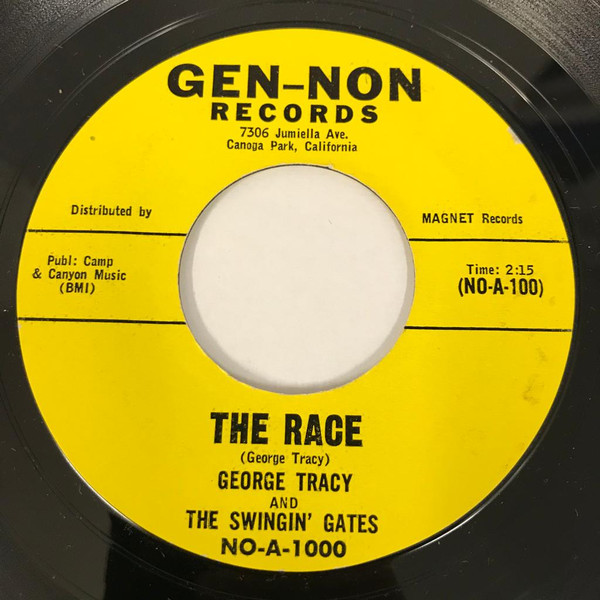 GEN-NON
RECORDS
7306 Jumiella Ave.
Canoga Park, California
Distributed by
MAGNET Records
Publ: Camp
& Canyon Music
(BMI)
Time: 2:15
(NO-A-100)
THE RACE
(George Tracy)
GEORGE TRACY
AND
THE SWINGIN' GATES
NO-A-1000